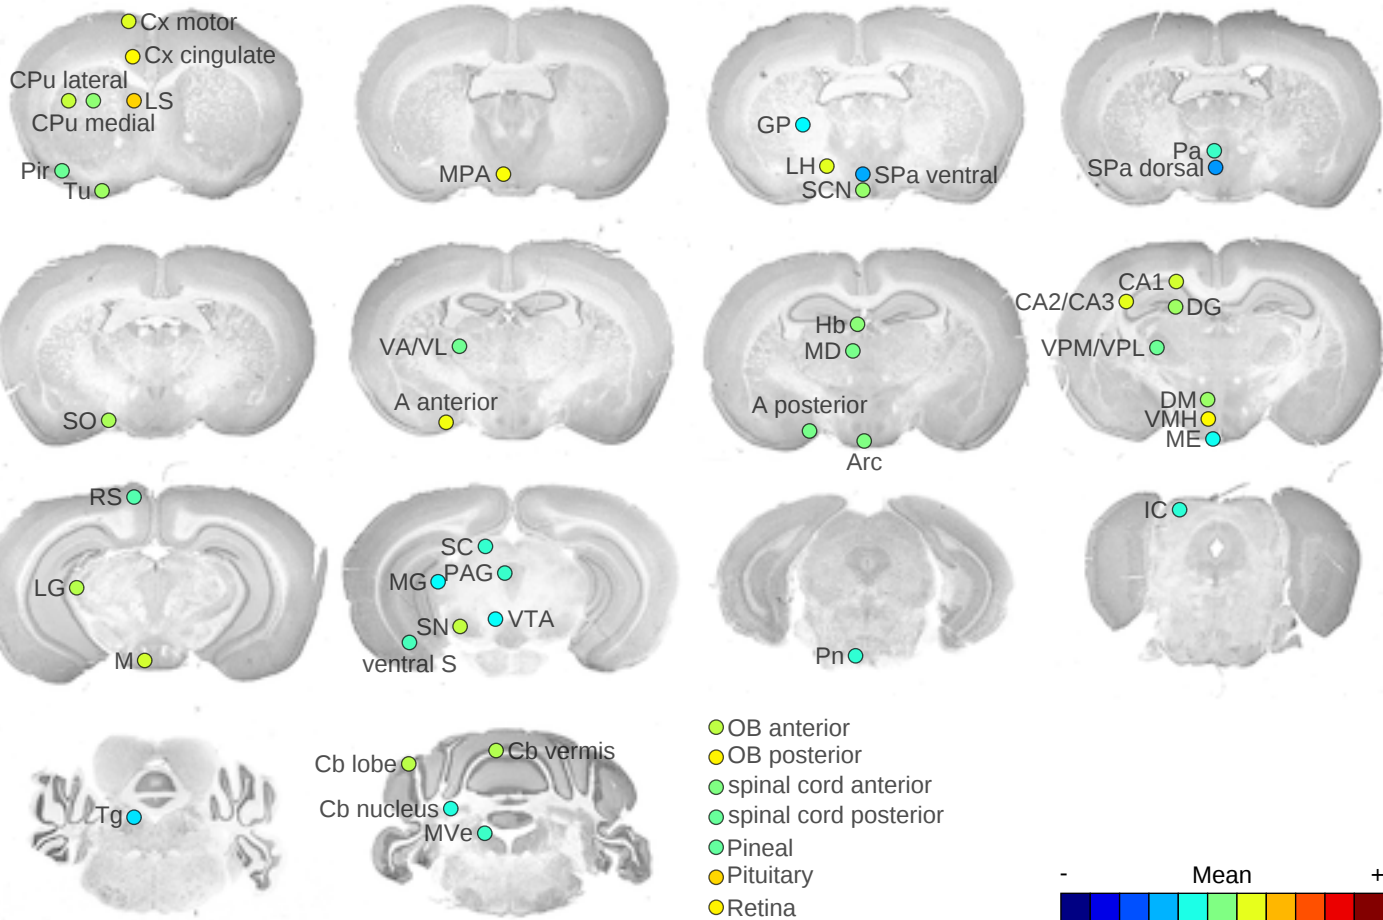 Cx motor
Cx cingulate
CPu lateral
LS
CPu medial
Pir
Tu
MPA
GP
LH
SPa ventral
SCN
Pa
SPa dorsal
SO
VA/VL
A anterior
Hb
MD
A posterior
Arc
CA1
CA2/CA3
DG
VPM/VPL
DM
VMH
ME
RS
LG
M
SC
MG
PAG
SN
VTA
ventral S
Pn
IC
Tg
Cb lobe
Cb vermis
Cb nucleus
MVe
OB anterior
OB posterior
spinal cord anterior
spinal cord posterior
Pineal
Pituitary
Retina
- Mean +